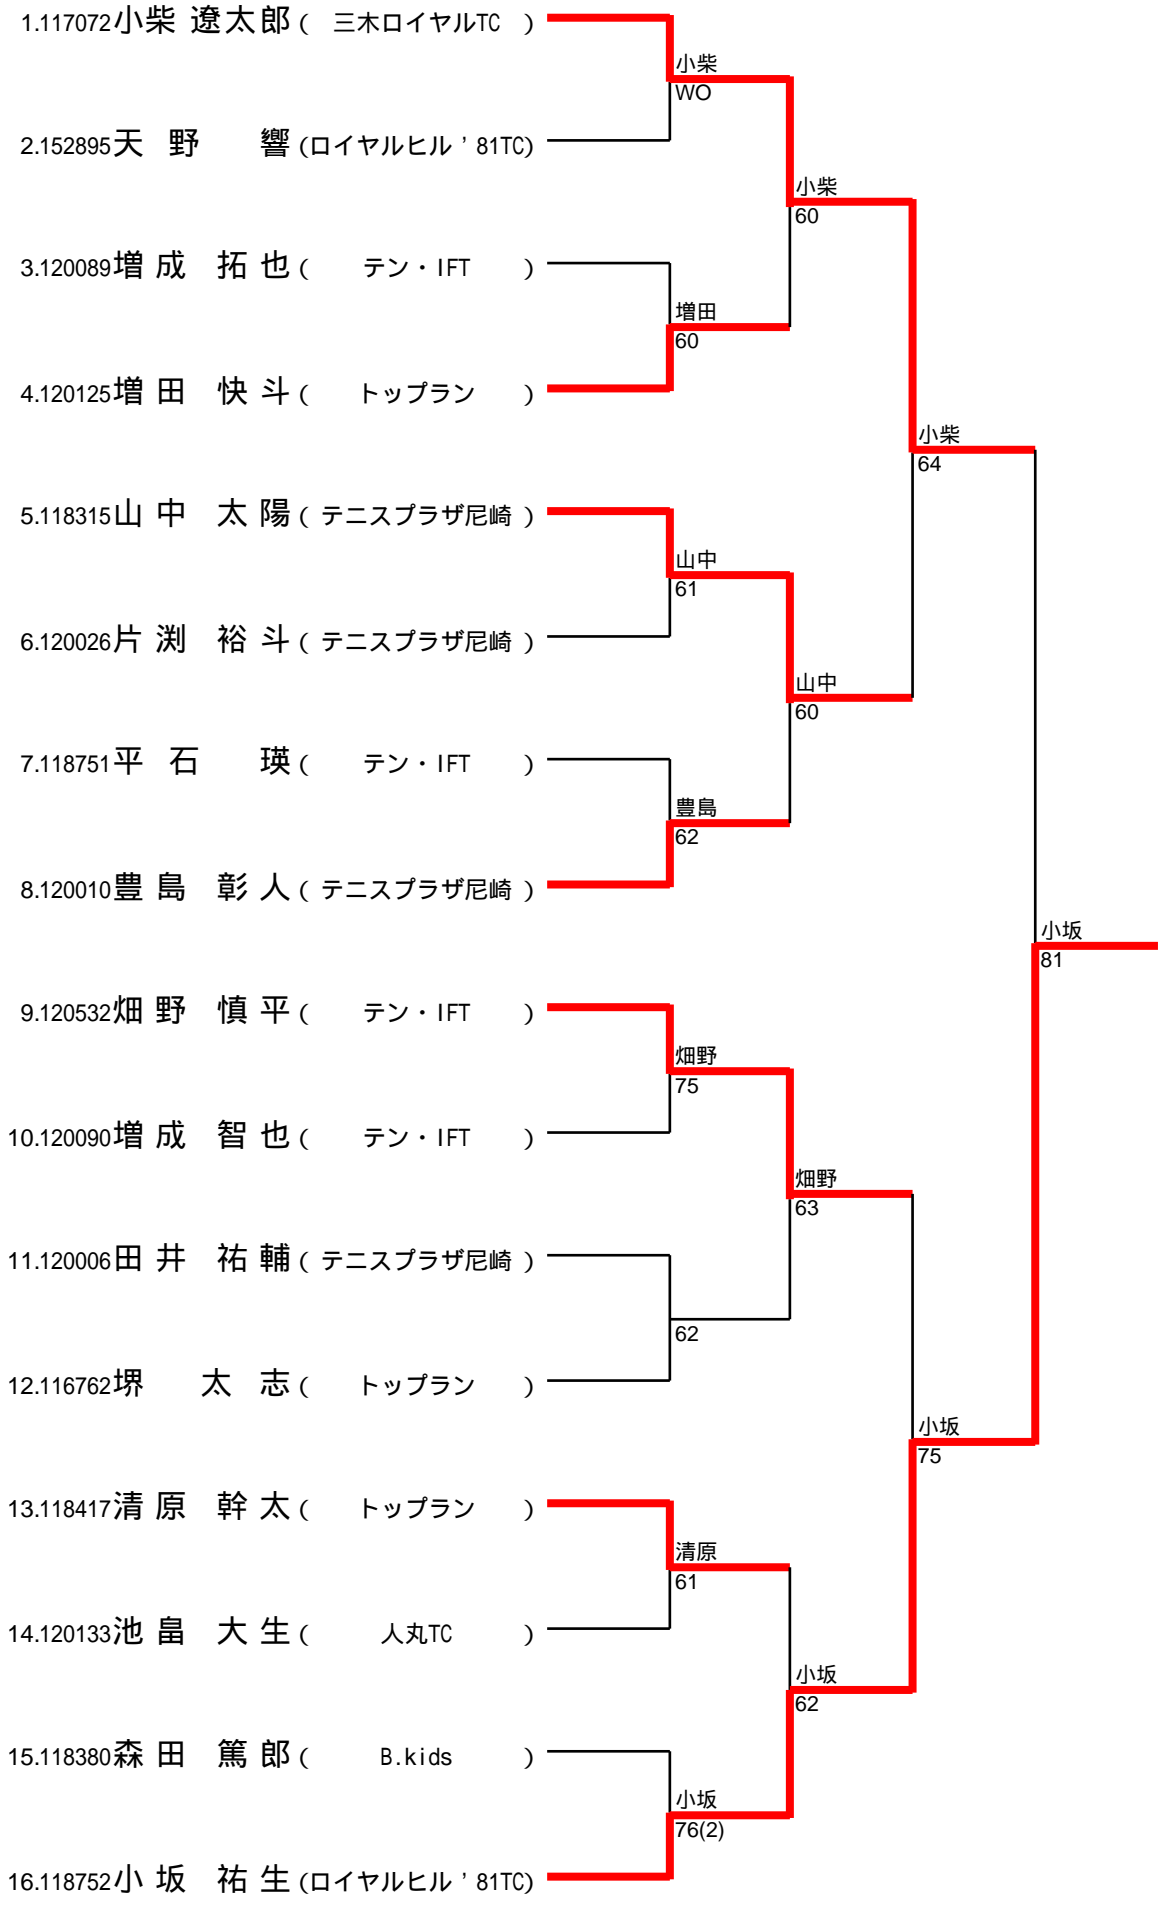 1.117072小柴 遼太郎 ( 三木ロイヤルTC )
小柴
WO
2.152895天 野 響 (ロイヤルヒル'81TC)
小柴
60
3.120089増 成 拓 也 ( テン・IFT )
増田
60
4.120125増 田 快 斗 ( トップラン )
小柴
64
5.118315山 中 太 陽 ( テニスプラザ尼崎 )
山中
61
6.120026片 渕 裕 斗 ( テニスプラザ尼崎 )
山中
60
7.118751平 石 瑛 ( テン・IFT )
豊島
62
8.120010豊 島 彰 人 ( テニスプラザ尼崎 )
小坂
81
9.120532畑 野 慎 平 ( テン・IFT )
畑野
75
10.120090増 成 智 也 ( テン・IFT )
畑野
63
11.120006田 井 祐 輔 ( テニスプラザ尼崎 )
62
12.116762堺 太 志 ( トップラン )
小坂
75
13.118417清 原 幹 太 ( トップラン )
清原
61
14.120133池 畠 大 生 ( 人丸TC )
小坂
62
15.118380森 田 篤 郎 ( B.kids )
小坂
76(2)
16.118752小 坂 祐 生 (ロイヤルヒル'81TC)